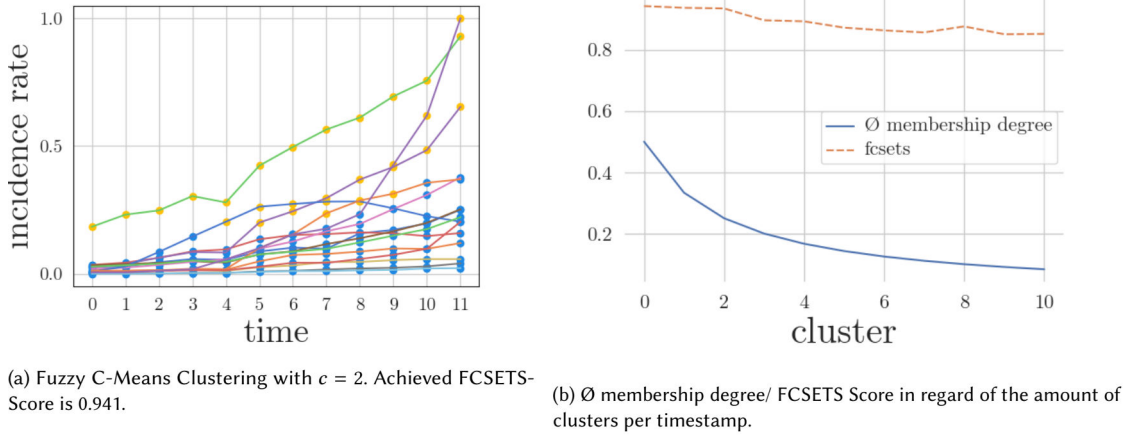 1.0
0.5
0.0
incidence rate
0 1 2 3 4 5 6 7 8 9 10 11
time
(a) Fuzzy C-Means Clustering with c = 2. Achieved FCSETS-
Score is 0.941.
0.8
0.6
0.4
0.2
Ø membership degree
fcsets
0 2 4 6 8 10
cluster
(b) Ø membership degree/ FCSETS Score in regard of the amount of
clusters per timestamp.